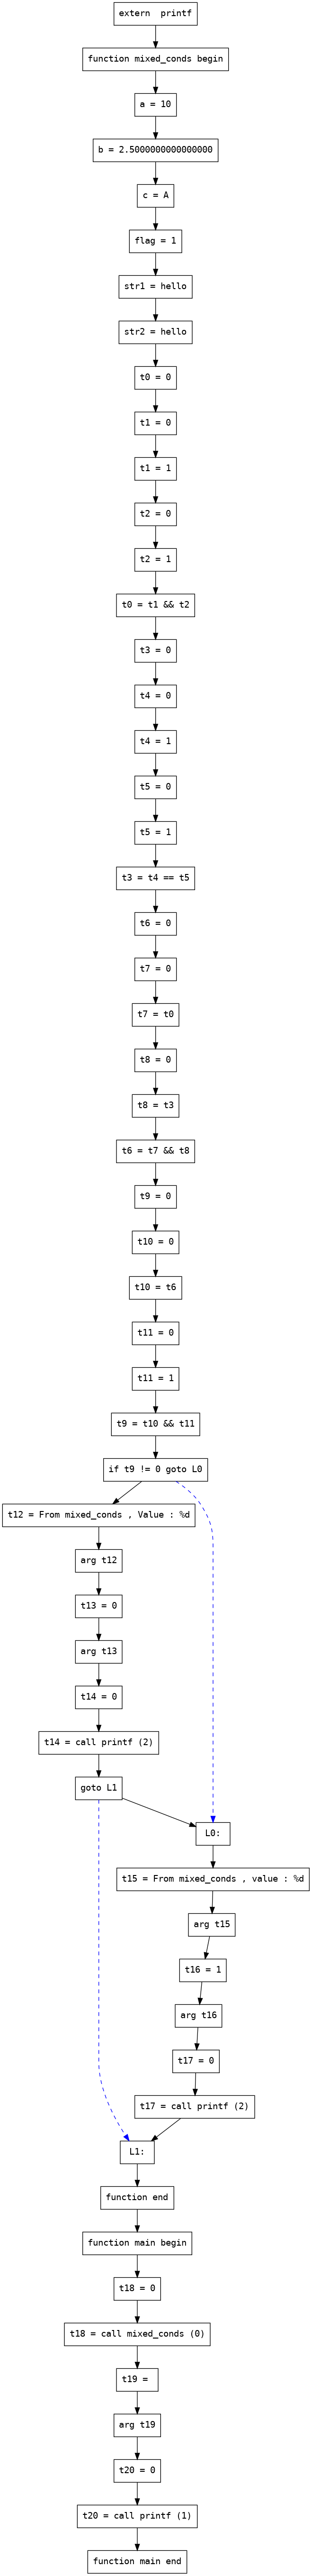 extern  printf
function mixed_conds begin
a = 10
b = 2.5000000000000000
c = A
flag = 1
str1 = hello
str2 = hello
t0 = 0
t1 = 0
t1 = 1
t2 = 0
t2 = 1
t0 = t1 && t2
t3 = 0
t4 = 0
t4 = 1
t5 = 0
t5 = 1
t3 = t4 == t5
t6 = 0
t7 = 0
t7 = t0
t8 = 0
t8 = t3
t6 = t7 && t8
t9 = 0
t10 = 0
t10 = t6
t11 = 0
t11 = 1
t9 = t10 && t11
if t9 != 0 goto L0
t12 = From mixed_conds , Value : %d
arg t12
t13 = 0
arg t13
t14 = 0
t14 = call printf (2)
goto L1
L0:
t15 = From mixed_conds , value : %d
arg t15
t16 = 1
arg t16
t17 = 0
t17 = call printf (2)
L1:
function end
function main begin
t18 = 0
t18 = call mixed_conds (0)
t19 =
arg t19
t20 = 0
t20 = call printf (1)
function main end